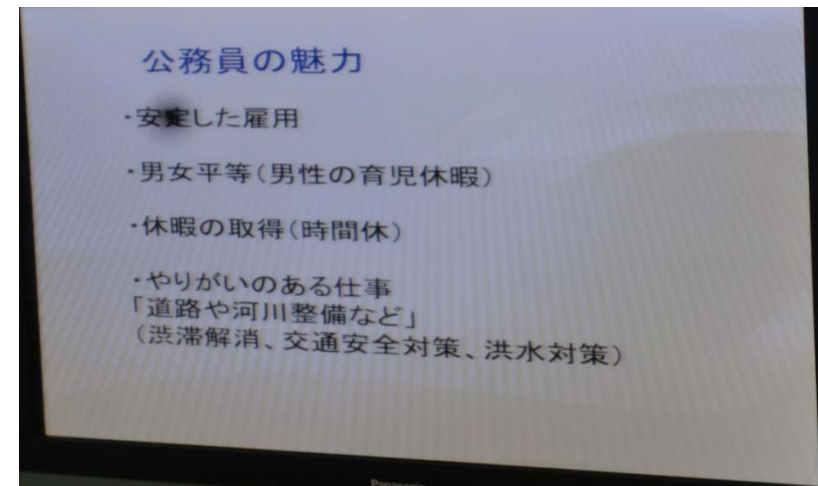 公務員の魅力
・安定した雇用
・男女平等(男性の育児休暇)
・休暇の取得(時間休)
・やりがいのある仕事
「道路や河川整備など」
(渋滞解消、交通安全対策、洪水対策)
Panasonic